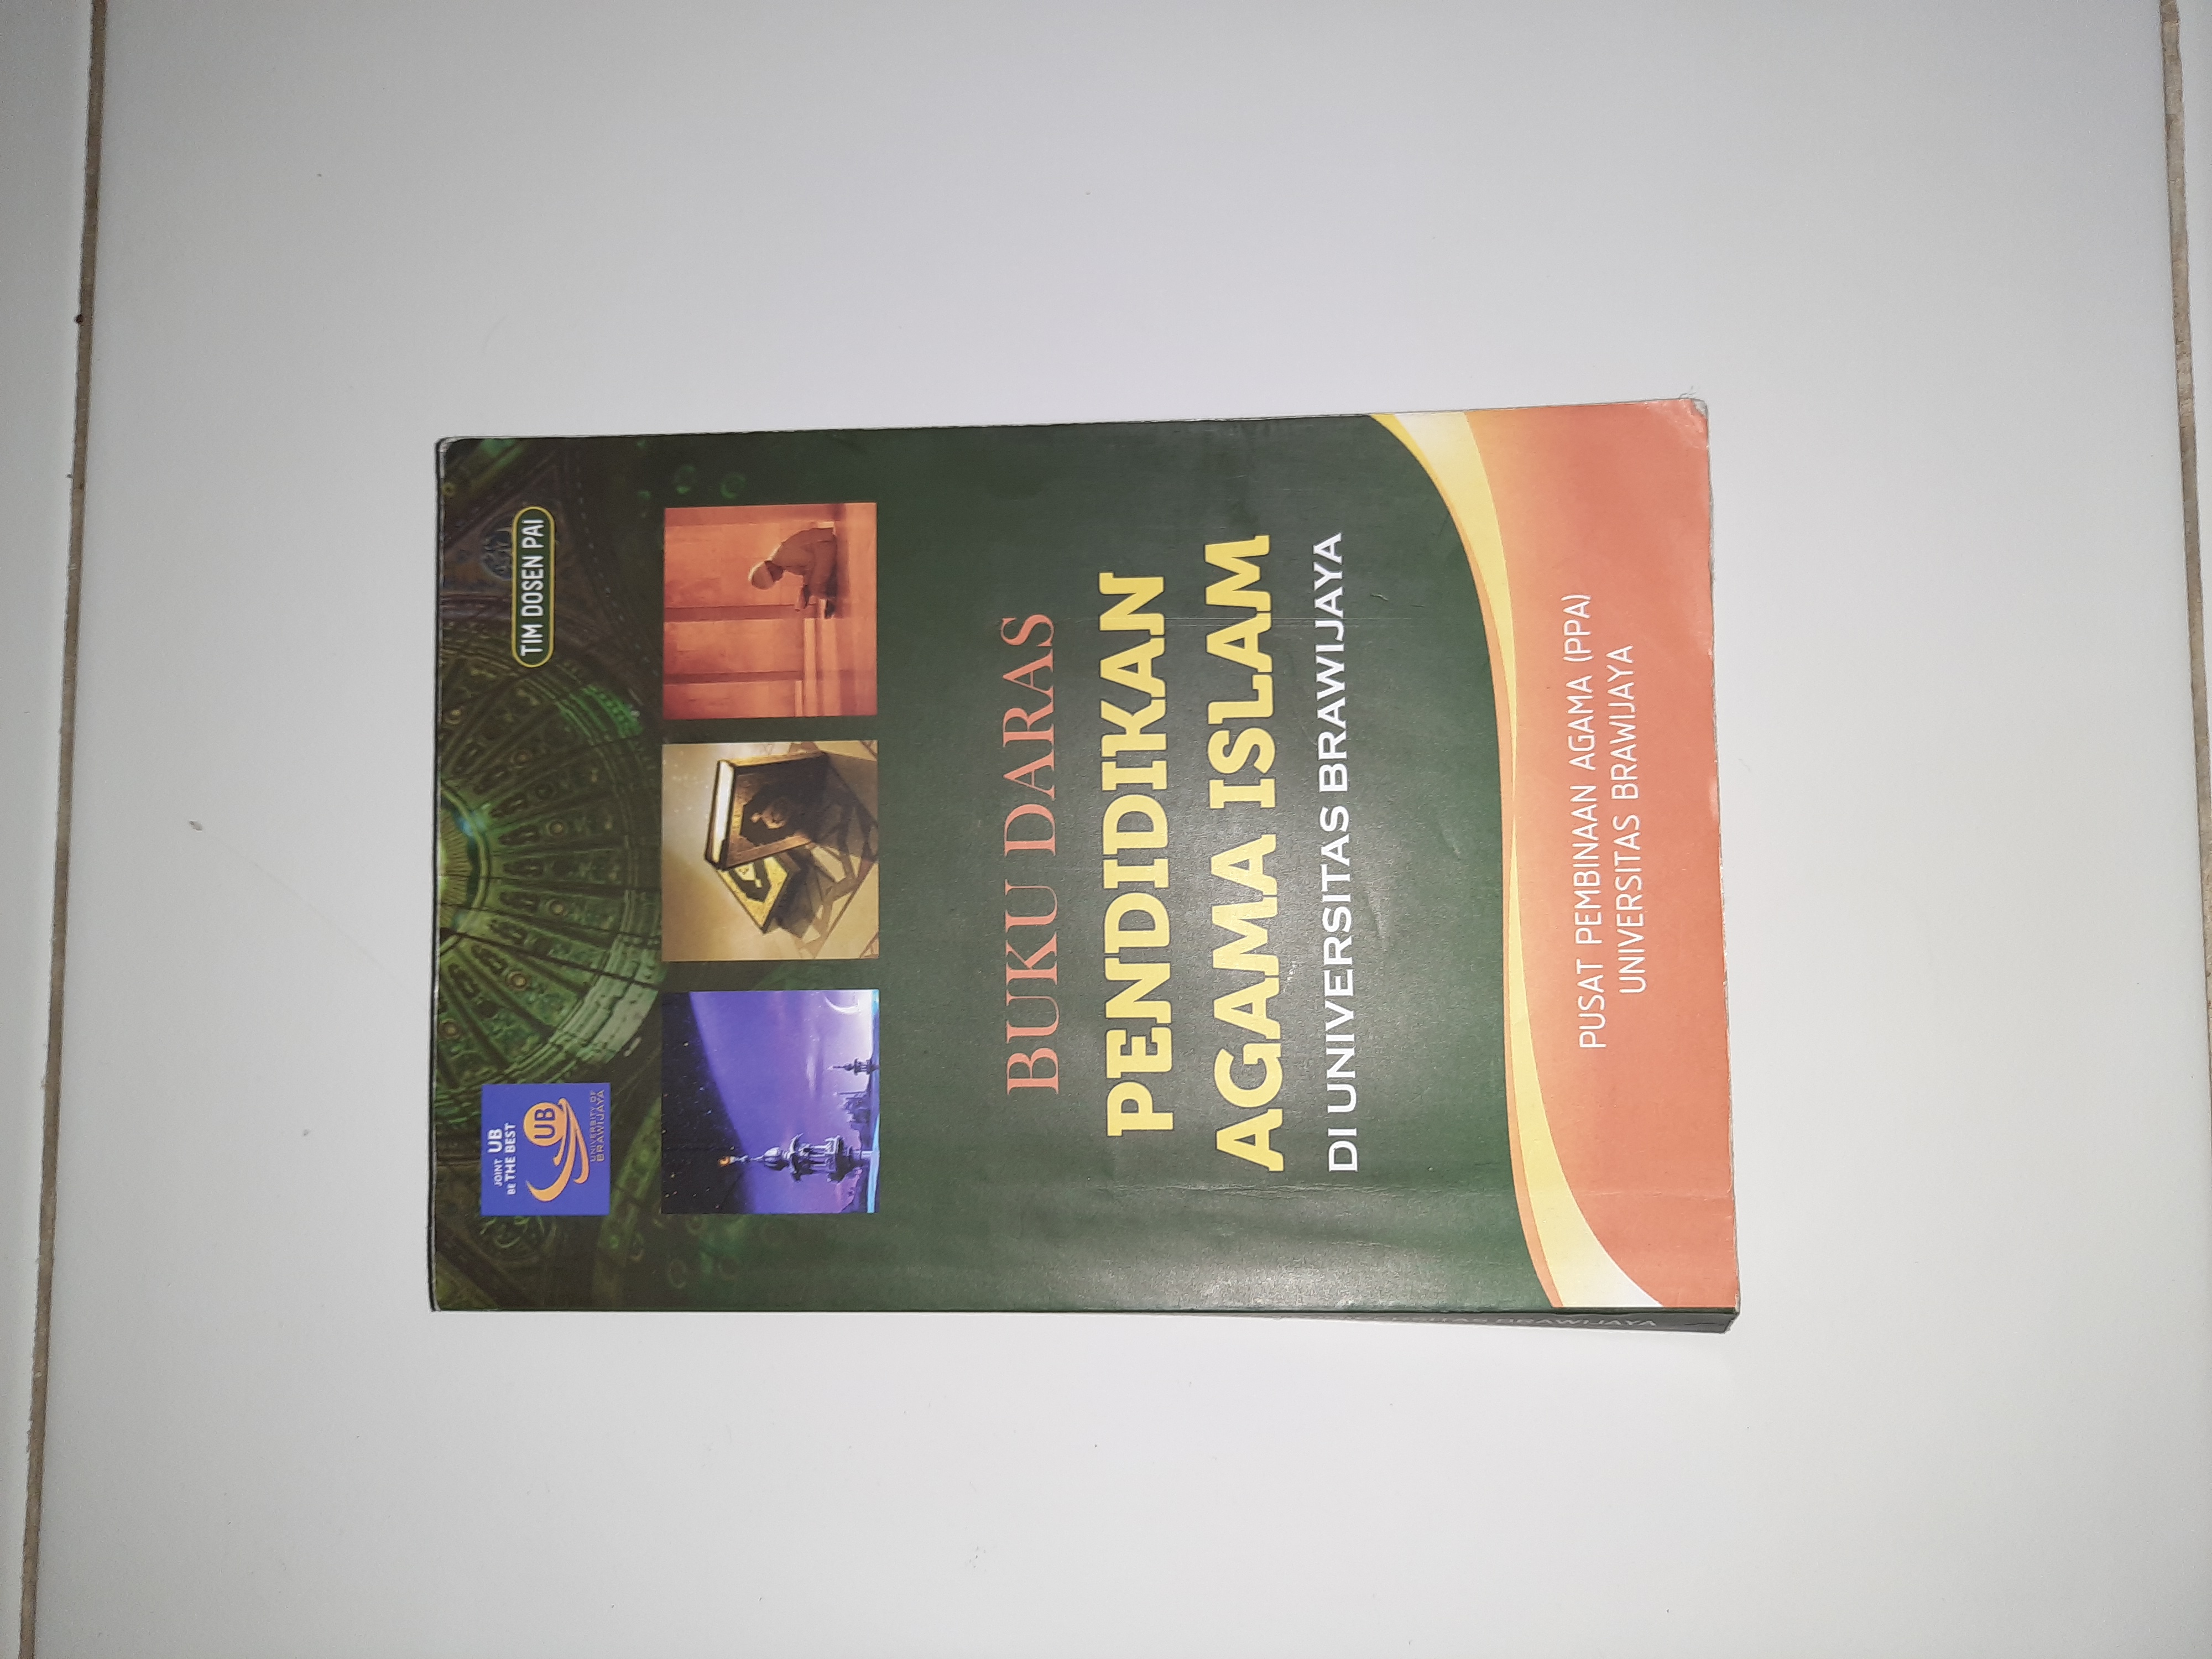 JOINT UB
BE THE BEST
UB
UNIVERSITY OF
BRAWIJAYA
TIM DOSEN PAI
BUKU DARAS
PENDIDIKAN
AGAMA ISLAM
DI UNIVERSITAS BRAWIJAYA
PUSAT PEMBINAAN AGAMA (PPA)
UNIVERSITAS BRAWIJAYA